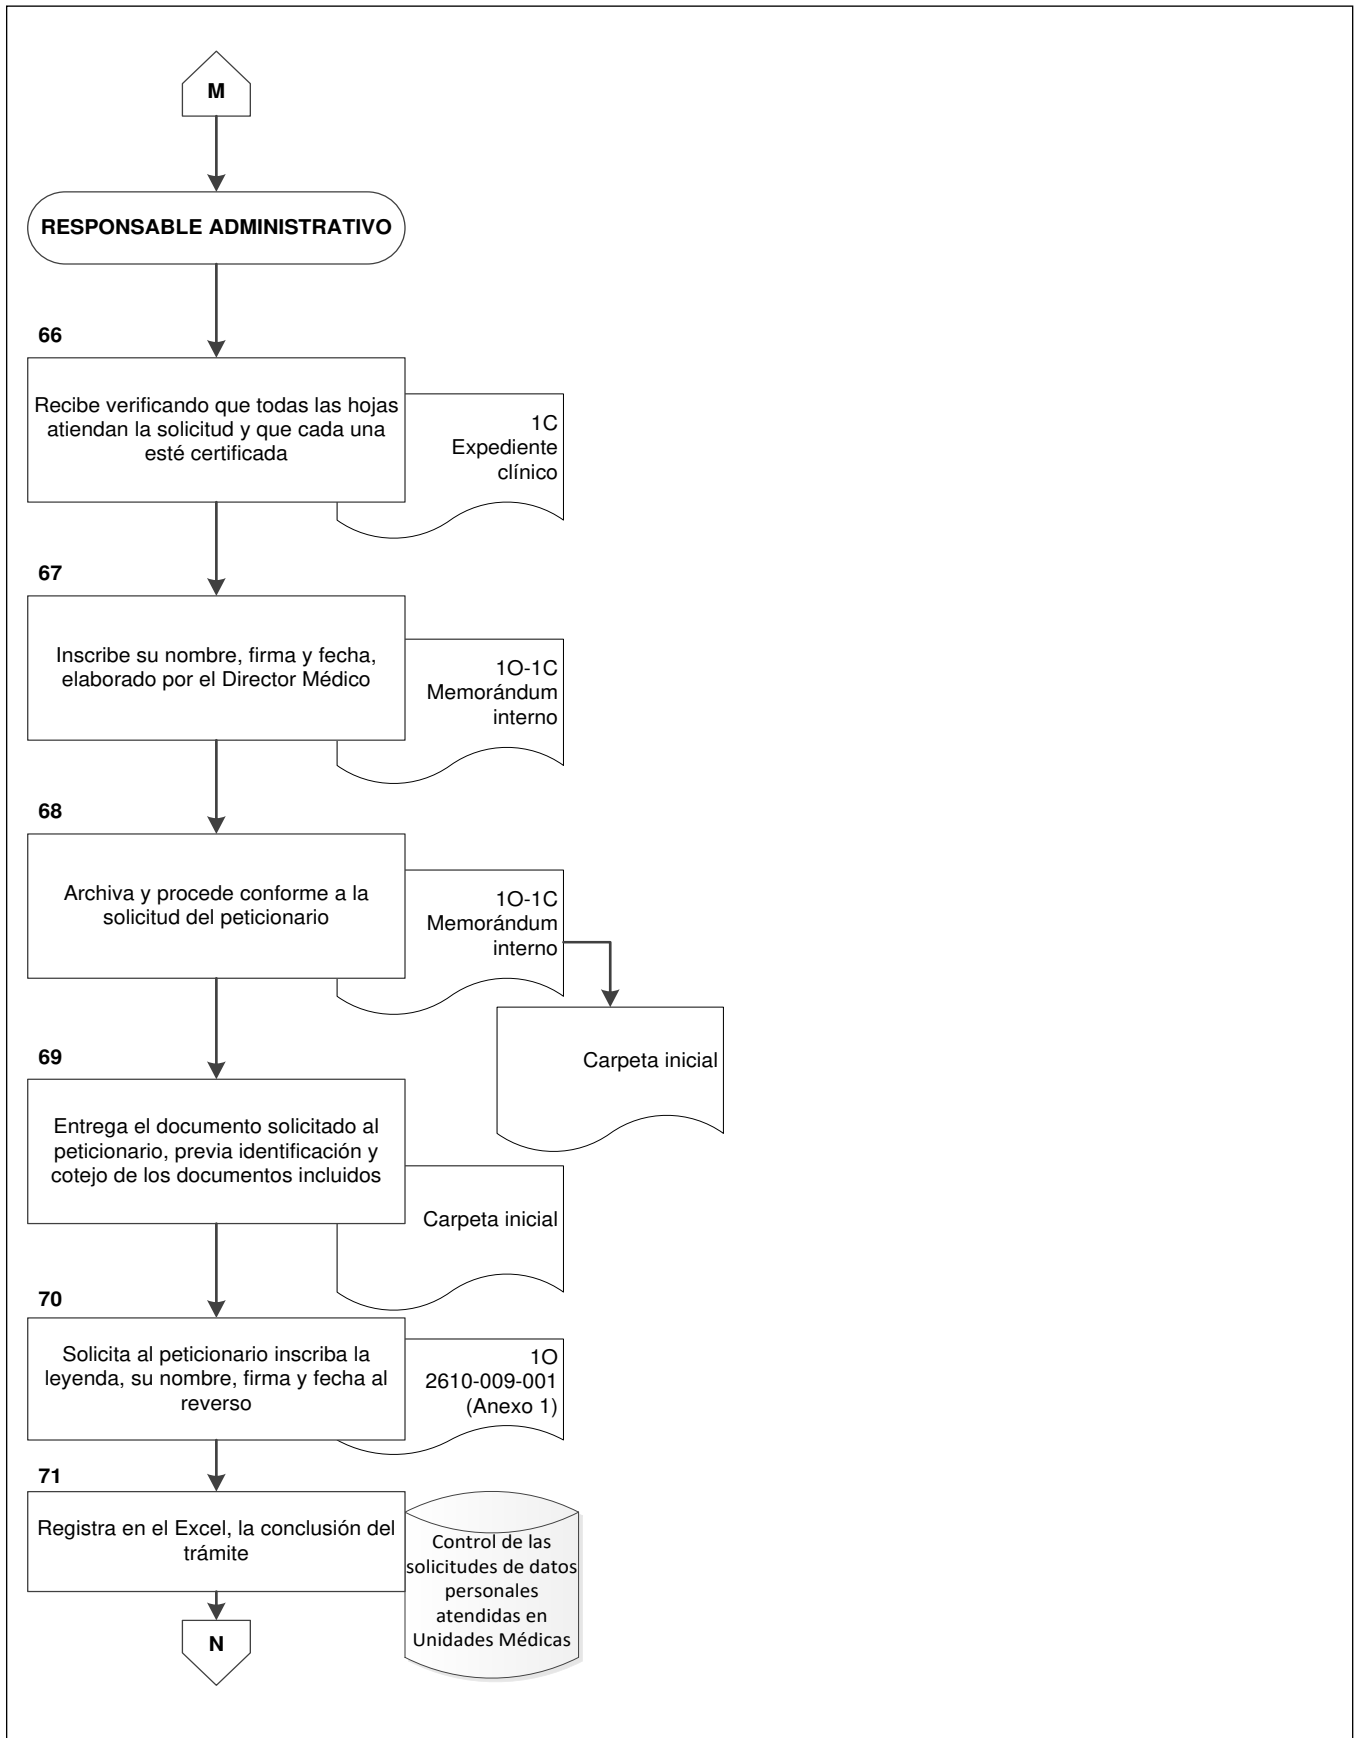 M
RESPONSABLE ADMINISTRATIVO
66
Recibe verificando que todas las hojas
atiendan la solicitud y que cada una
esté certificada
1C
Expediente
clínico
67
Inscribe su nombre, firma y fecha,
elaborado por el Director Médico
1O-1C
Memorándum
interno
68
Archiva y procede conforme a la
solicitud del peticionario
1O-1C
Memorándum
interno
Carpeta inicial
69
Entrega el documento solicitado al
peticionario, previa identificación y
cotejo de los documentos incluidos
Carpeta inicial
70
Solicita al peticionario inscriba la
leyenda, su nombre, firma y fecha al
reverso
1O
2610-009-001
(Anexo 1)
71
Registra en el Excel, la conclusión del
trámite
Control de las
solicitudes de datos
personales
atendidas en
Unidades Médicas
N